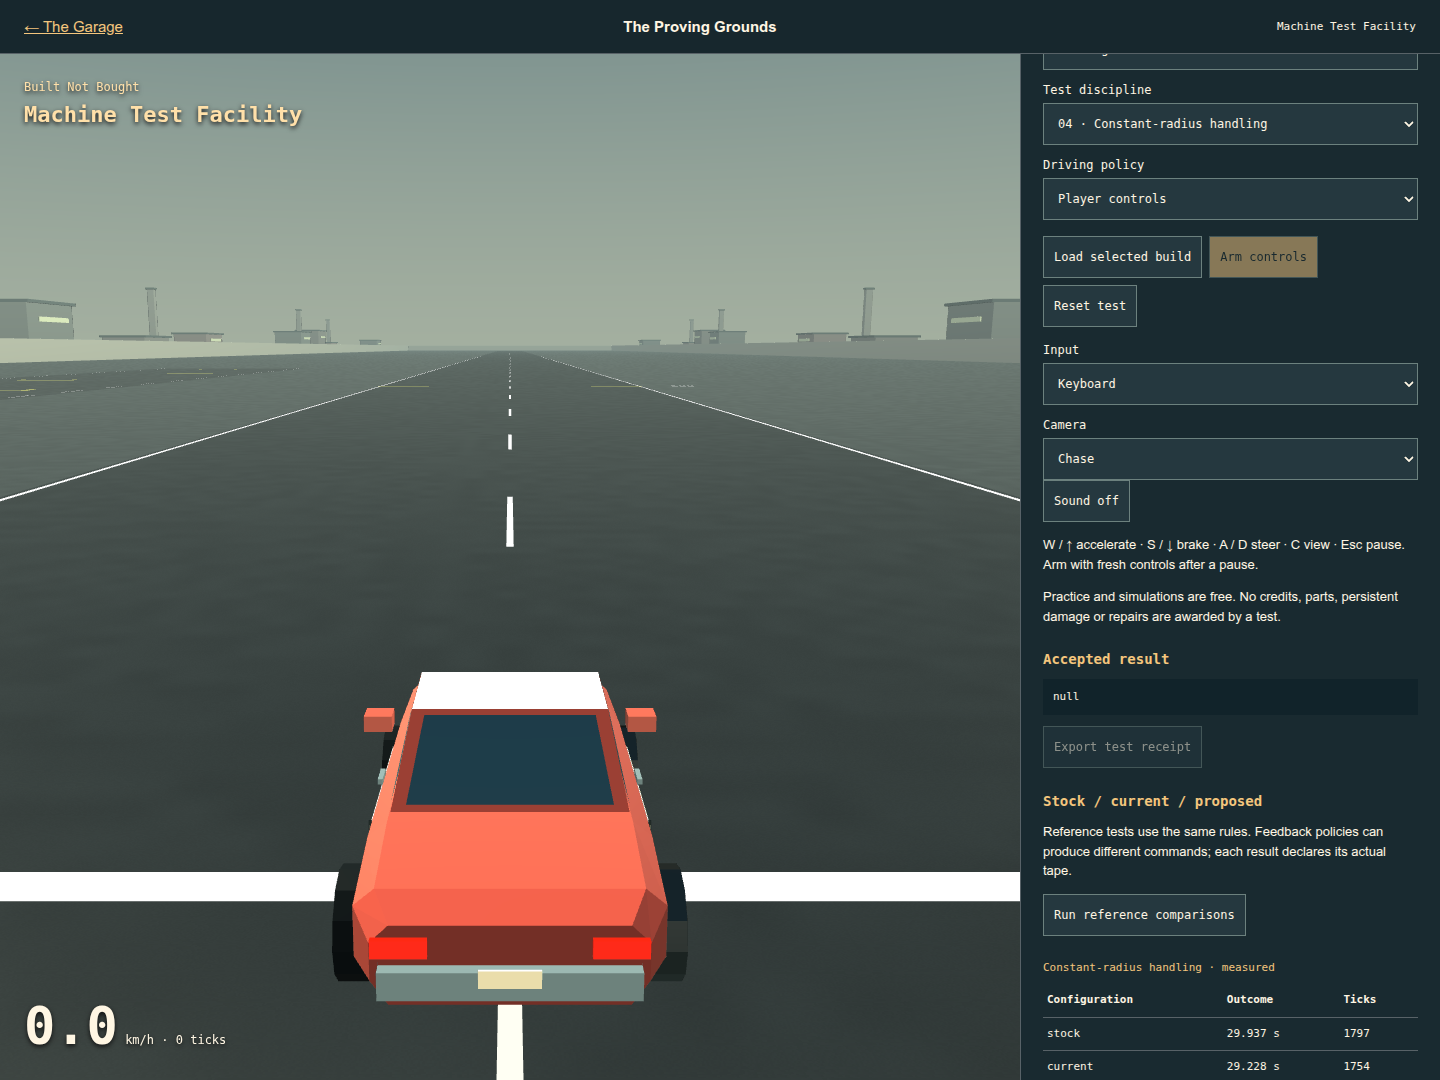 ← The Garage
The Proving Grounds
Machine Test Facility
Built Not Bought
Machine Test Facility
0.0 km/h · 0 ticks
Test discipline
04 · Constant-radius handling
Driving policy
Player controls
Load selected build
Arm controls
Reset test
Input
Keyboard
Camera
Chase
Sound off
W / ↑ accelerate · S / ↓ brake · A / D steer · C view · Esc pause.
Arm with fresh controls after a pause.
Practice and simulations are free. No credits, parts, persistent
damage or repairs are awarded by a test.
Accepted result
null
Export test receipt
Stock / current / proposed
Reference tests use the same rules. Feedback policies can
produce different commands; each result declares its actual
tape.
Run reference comparisons
Constant-radius handling · measured
Configuration Outcome Ticks
stock 29.937 s 1797
current 29.228 s 1754